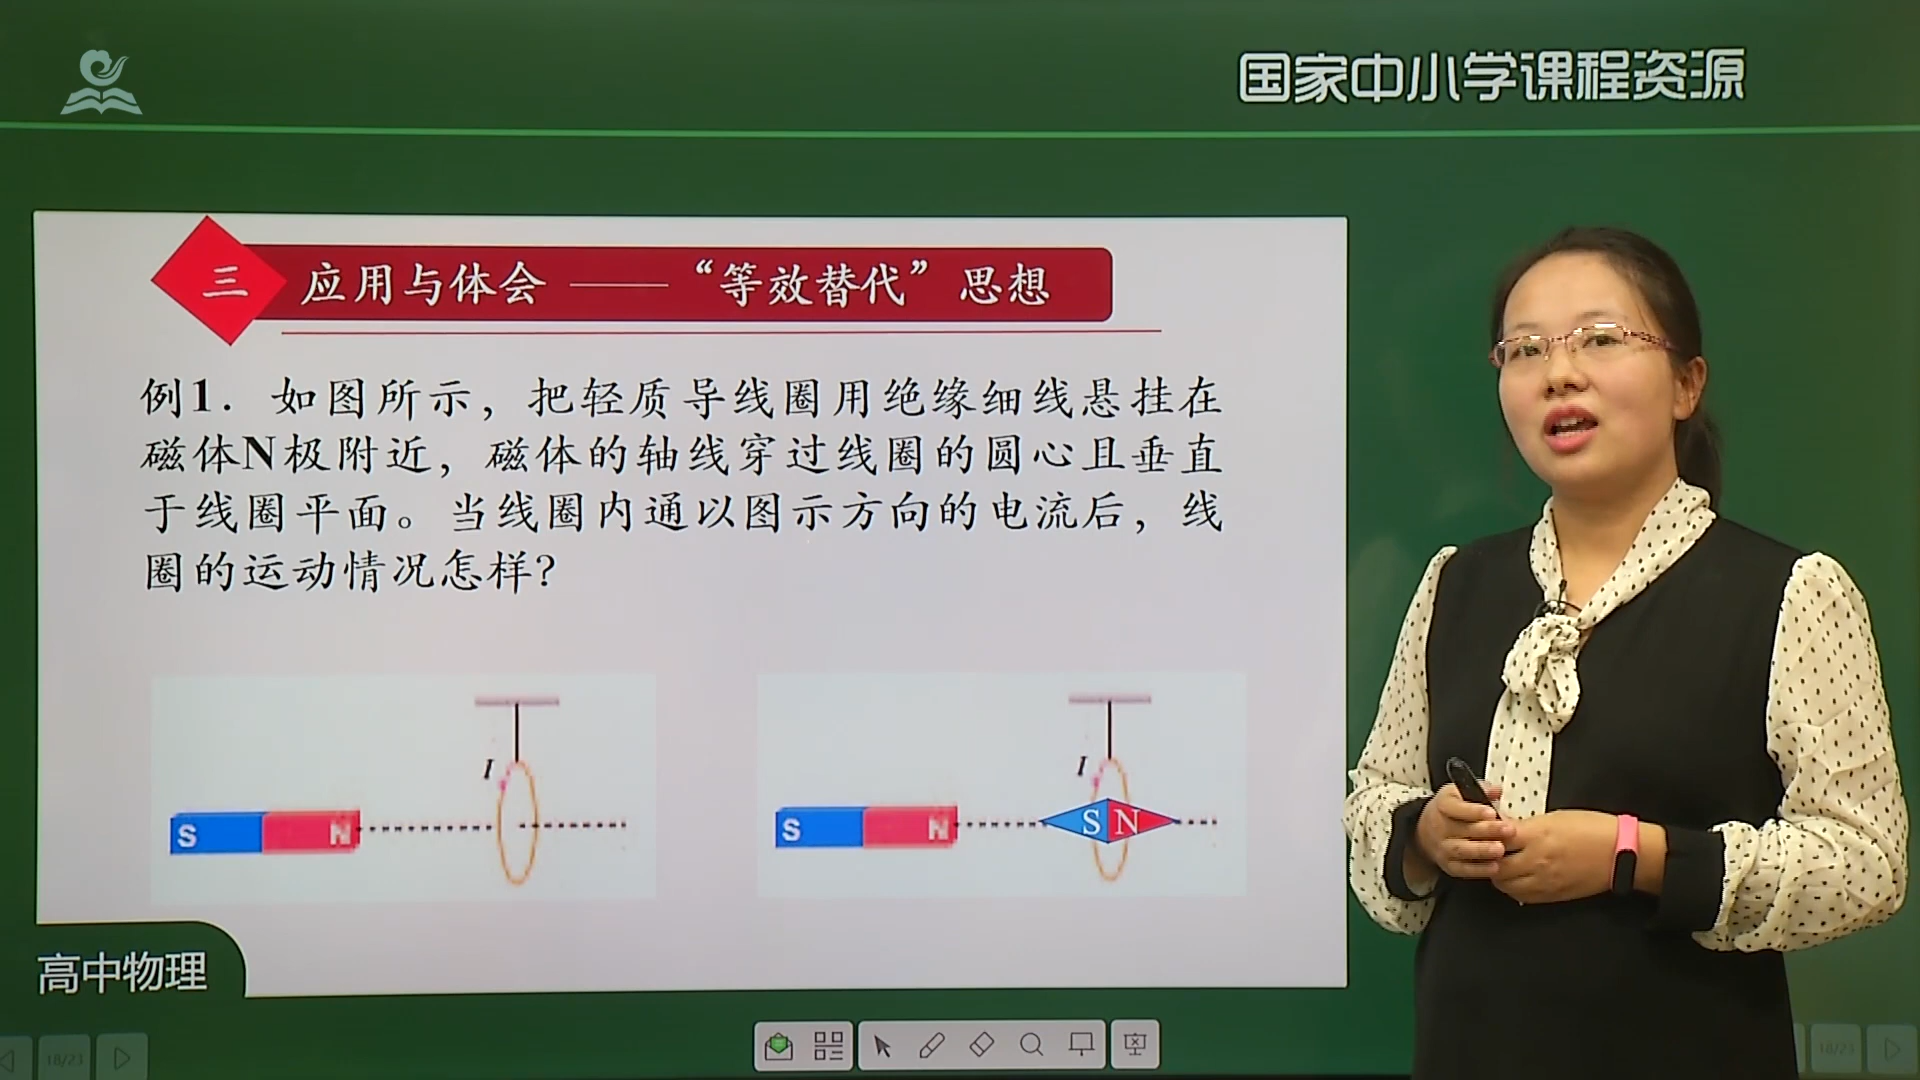 国家中小学课程资源
三 应用与体会 ——“等效替代”思想
例1. 如图所示，把轻质导线圈用绝缘细线悬挂在
磁体N极附近，磁体的轴线穿过线圈的圆心且垂直
于线圈平面。当线圈内通以图示方向的电流后，线
圈的运动情况怎样？
I
S N
I
S N S N
高中物理
18/23
18/23